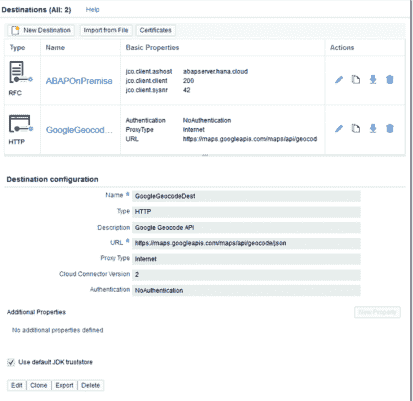 Destinations (All: 2) Help
New Destination Import from File Certificates
Type Name Basic Properties Actions
RFC ABAPOnPremise
jco.client.ashost abapserver.hana.cloud
jco.client.client 200
jco.client.sysnr 42
HTTP GoogleGeocod...
Authentication NoAuthentication
ProxyType Internet
URL https://maps.googleapis.com/maps/api/geocod
Destination configuration
Name * GoogleGeocodeDest
Type HTTP
Description Google Geocode API
URL * https://maps.googleapis.com/maps/api/geocode/json
Proxy Type Internet
Cloud Connector Version 2
Authentication NoAuthentication
Additional Properties New Property
No additional properties defined
Use default JDK truststore
Edit Clone Export Delete